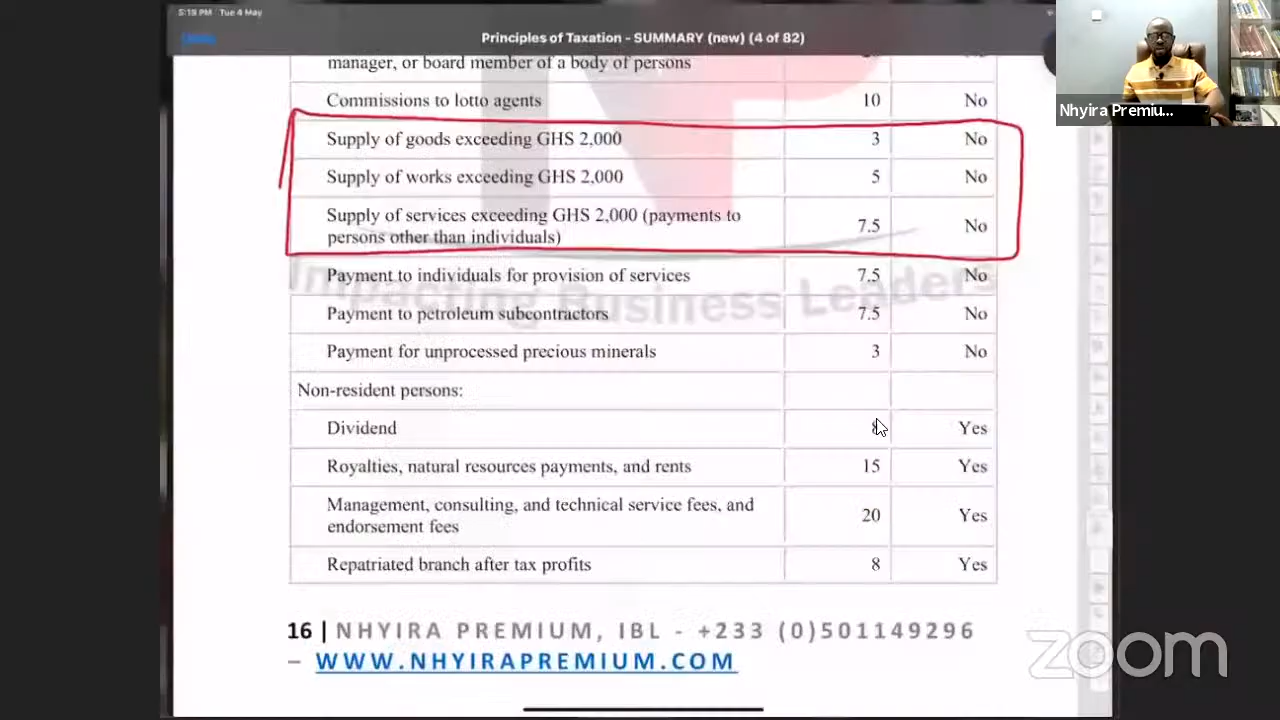 5:19 PM Tue 4 May
Principles of Taxation - SUMMARY (new) (4 of 82)
manager, or board member of a body of persons
Commissions to lotto agents 10 No
Supply of goods exceeding GHS 2,000 3 No
Supply of works exceeding GHS 2,000 5 No
Supply of services exceeding GHS 2,000 (payments to
persons other than individuals) 7.5 No
Payment to individuals for provision of services 7.5 No
Impacting Business Leaders
Payment to petroleum subcontractors 7.5 No
Payment for unprocessed precious minerals 3 No
Non-resident persons:
Dividend Yes
Royalties, natural resources payments, and rents 15 Yes
Management, consulting, and technical service fees, and
endorsement fees 20 Yes
Repatriated branch after tax profits 8 Yes
16 | NHYIRA PREMIUM, IBL - +233 (0)501149296
– WWW.NHYIRAPREMIUM.COM
Nhyira Premiu...
zoom